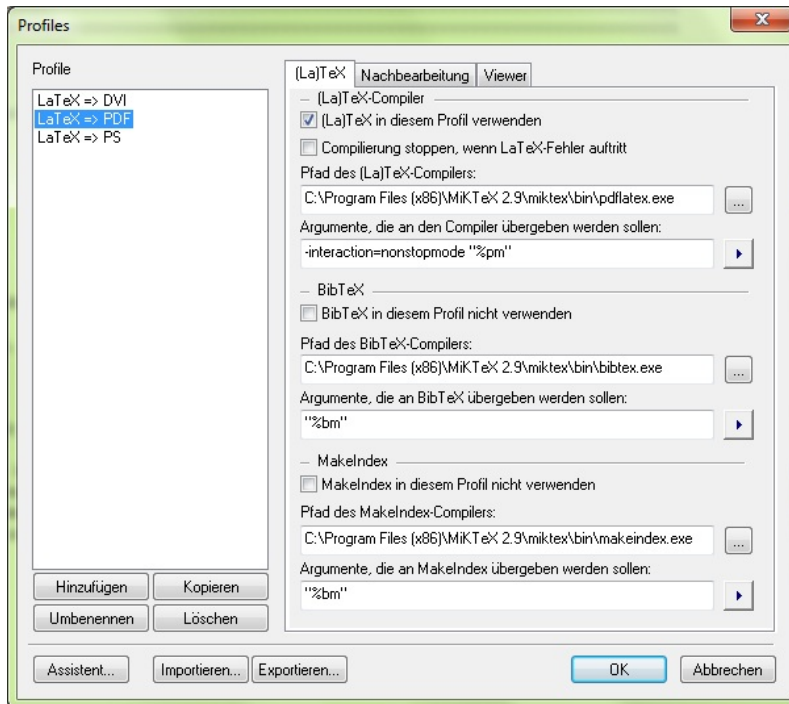 Profiles
Profile
LaTeX => DVI
LaTeX => PDF
LaTeX => PS
Hinzufügen Kopieren
Umbenennen Löschen
(La)TeX Nachbearbeitung Viewer
(La)TeX-Compiler
(La)TeX in diesem Profil verwenden
Compilierung stoppen, wenn LaTeX-Fehler auftritt
Pfad des (La)TeX-Compilers:
C:\Program Files (x86)\MiKTeX 2.9\miktex\bin\pdflatex.exe
...
Argumente, die an den Compiler übergeben werden sollen:
-interaction=nonstopmode "%pm"
BibTeX
BibTeX in diesem Profil nicht verwenden
Pfad des BibTeX-Compilers:
C:\Program Files (x86)\MiKTeX 2.9\miktex\bin\bibtex.exe
...
Argumente, die an BibTeX übergeben werden sollen:
"%bm"
MakeIndex
MakeIndex in diesem Profil nicht verwenden
Pfad des MakeIndex-Compilers:
C:\Program Files (x86)\MiKTeX 2.9\miktex\bin\makeindex.exe
...
Argumente, die an MakeIndex übergeben werden sollen:
"%bm"
Assistent... Importieren... Exportieren... OK Abbrechen